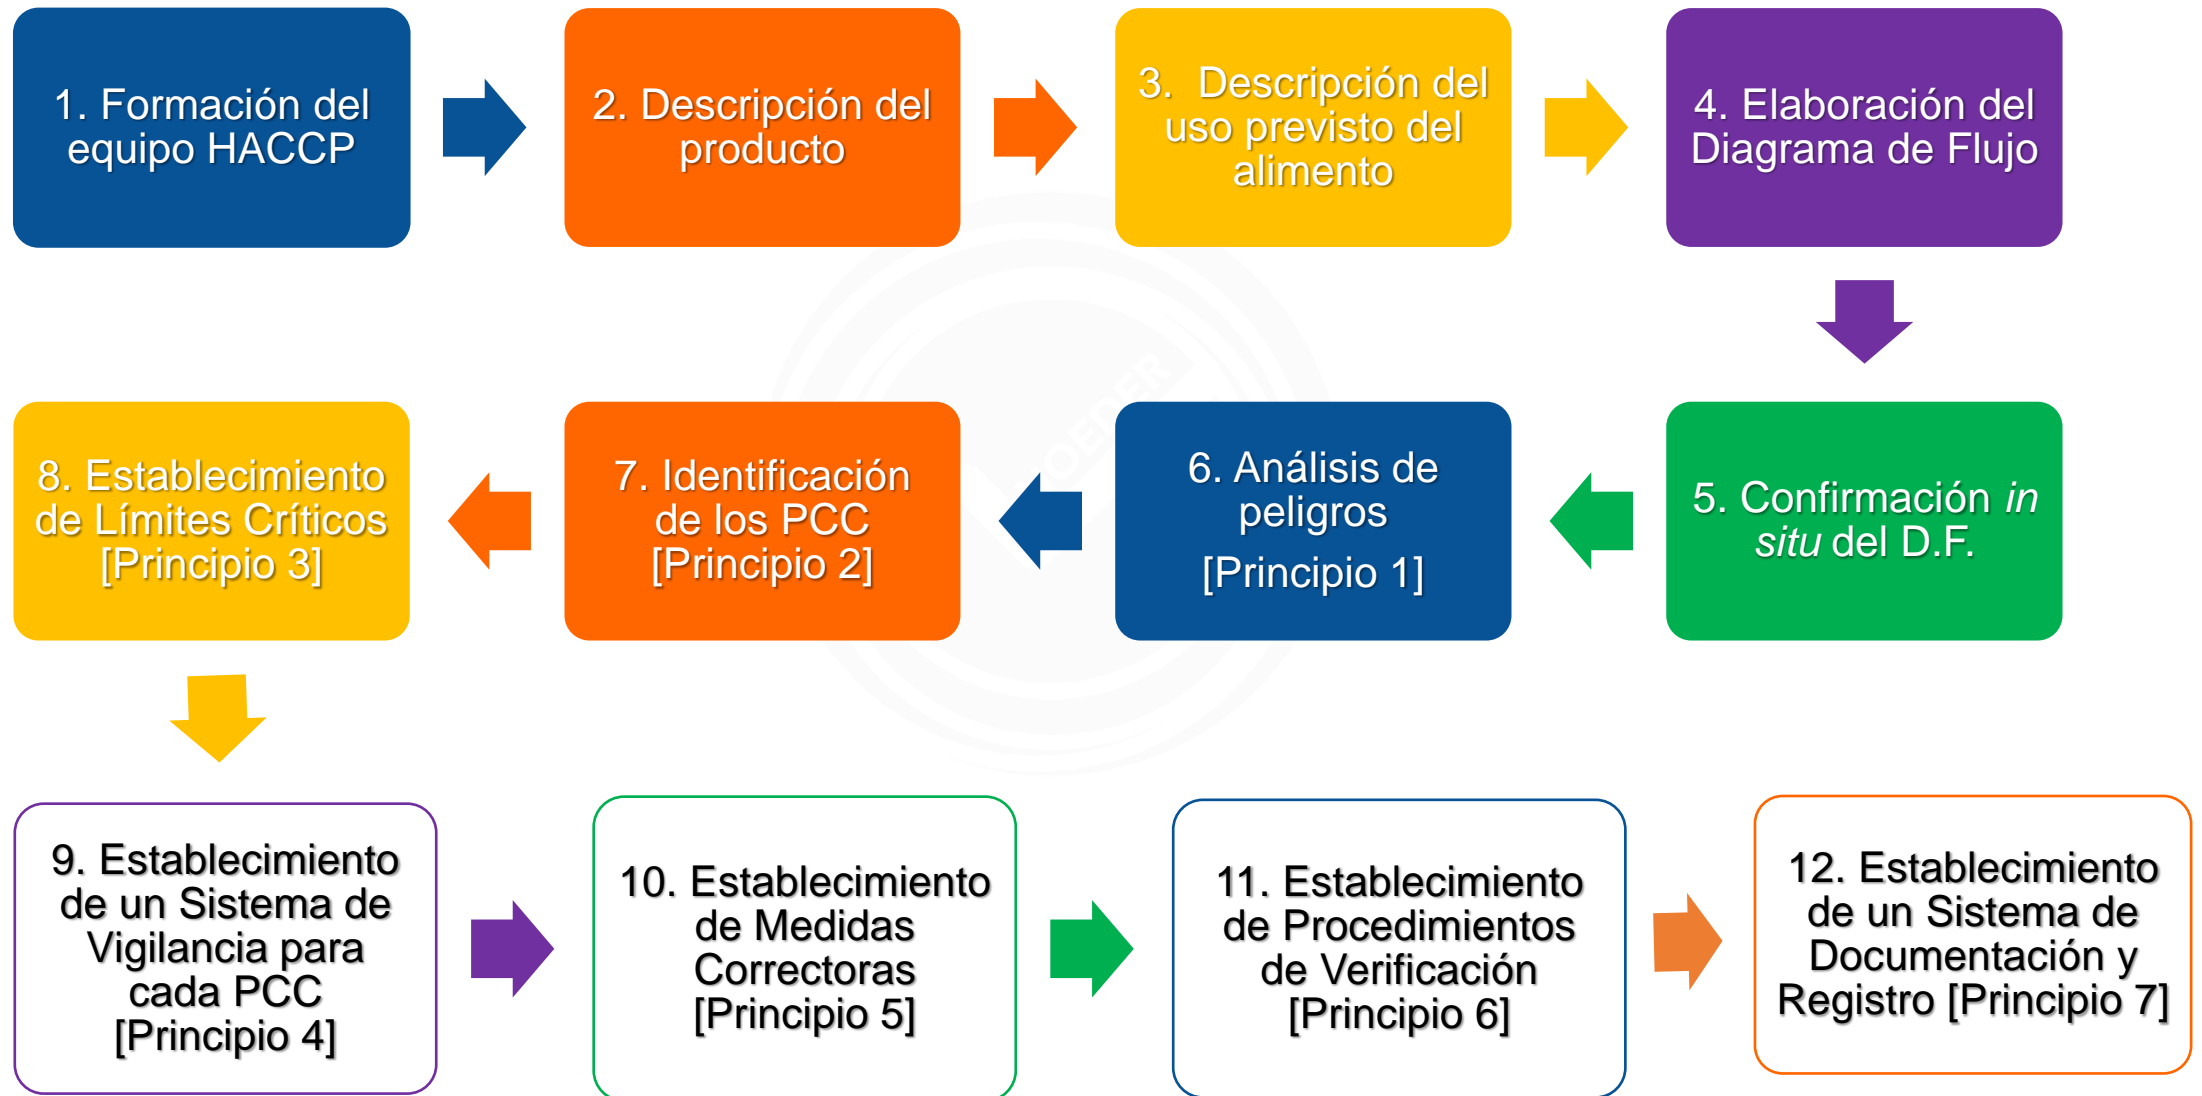 1. Formación del
equipo HACCP
2. Descripción del
producto
3. Descripción del
uso previsto del
alimento
4. Elaboración del
Diagrama de Flujo
5. Confirmación in
situ del D.F.
6. Análisis de
peligros
[Principio 1]
7. Identificación
de los PCC
[Principio 2]
8. Establecimiento
de Límites Críticos
[Principio 3]
9. Establecimiento
de un Sistema de
Vigilancia para
cada PCC
[Principio 4]
10. Establecimiento
de Medidas
Correctoras
[Principio 5]
11. Establecimiento
de Procedimientos
de Verificación
[Principio 6]
12. Establecimiento
de un Sistema de
Documentación y
Registro [Principio 7]